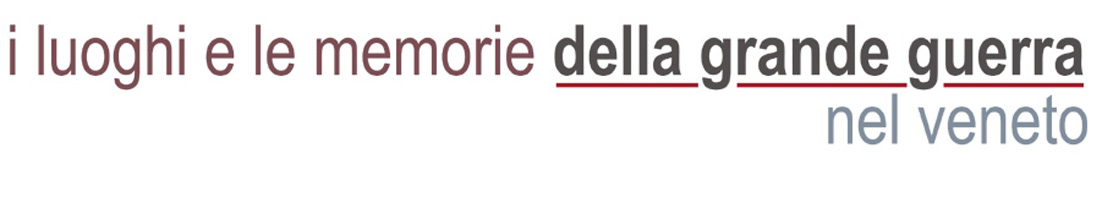 i luoghi e le memorie della grande guerra
nel veneto